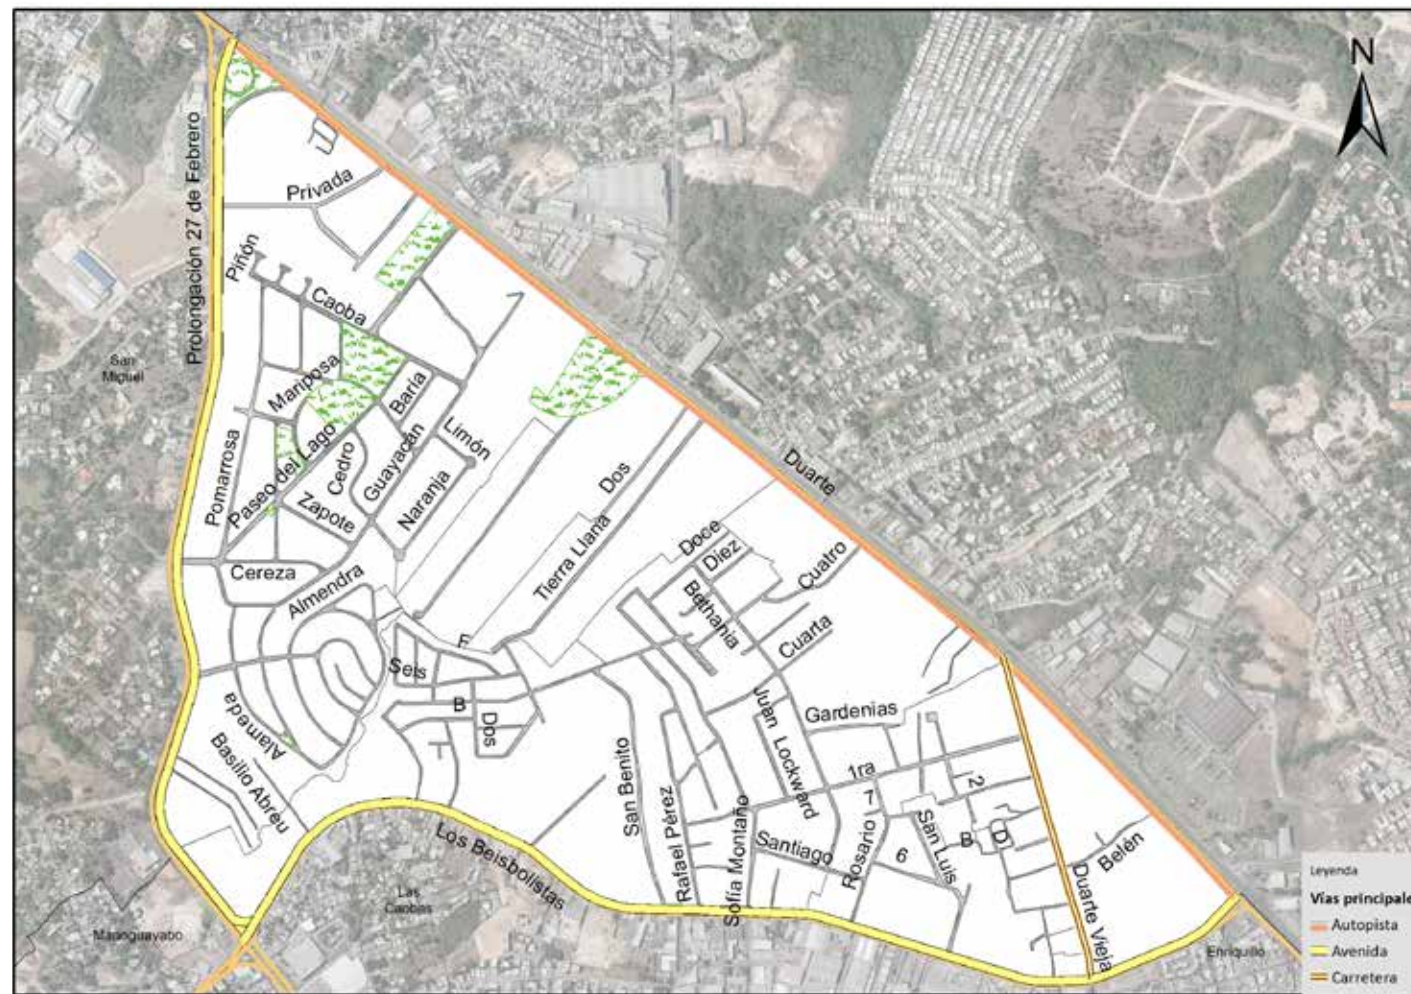 N
Prolongación 27 de Febrero
Privada
Piñón
Caoba
San
Miguel
Mariposa
Baría
Limón
Pomarrosa
Paseo del Lago
Cedro
Guayacán
Zapote
Naranja
Duarte
Dos
Tierra Llana
Doce
Diez
Cuatro
Cereza
Almendra
Bethania
Cuarta
F
Seis
B
Dos
Alameda
Basilio Abreu
Juan Lockward
Gardenias
San Benito
1ra
2
Rafael Pérez
Sofía Montaño
7
San Luis
B
D
Los Beisbolistas
Santiago
Rosario
6
Belén
Duarte Vieja
Las
Caobas
Manoguayabo
Enriquillo
Leyenda
Vías principale
Autopista
Avenida
Carretera